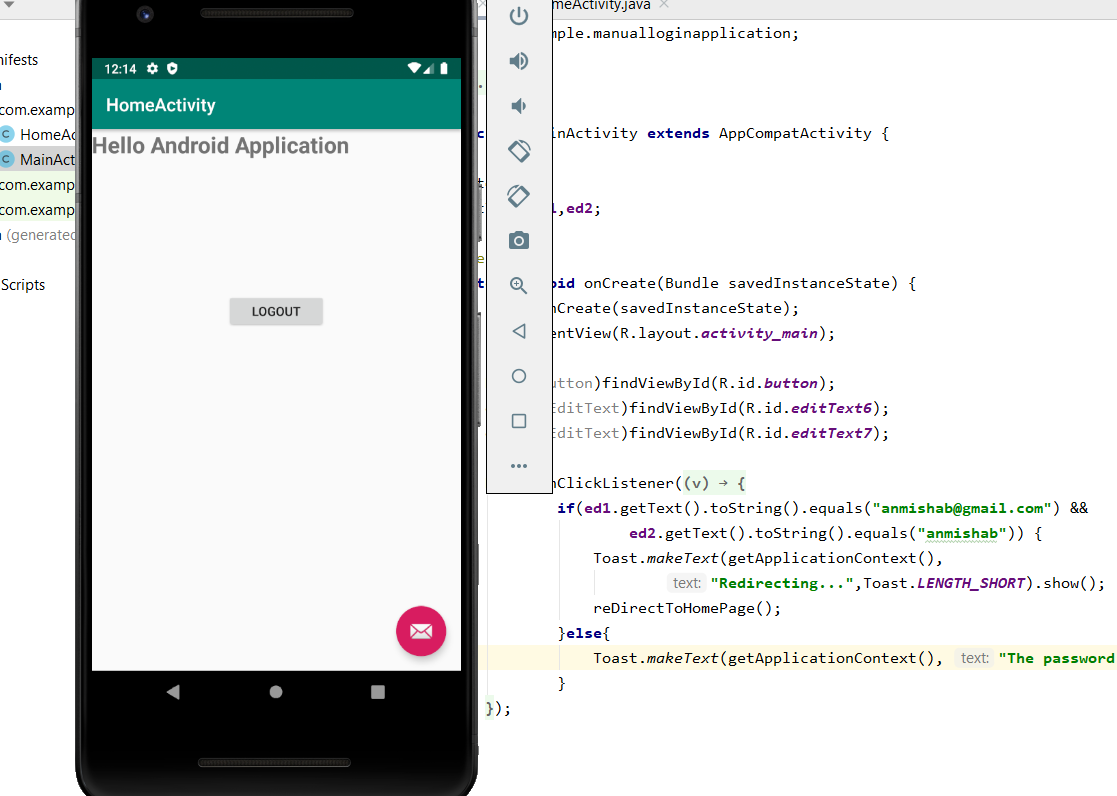 meActivity.java
mple.manualloginapplication;
nifests
com.examp
HomeAc
MainAct
com.examp
com.examp
(generated
Scripts
12:14
HomeActivity
Hello Android Application
LOGOUT
inActivity extends AppCompatActivity {
,ed2;
oid onCreate(Bundle savedInstanceState) {
nCreate(savedInstanceState);
entView(R.layout.activity_main);
utton)findViewById(R.id.button);
EditText)findViewById(R.id.editText6);
EditText)findViewById(R.id.editText7);
nClickListener((v) → {
if(ed1.getText().toString().equals("anmishab@gmail.com") &&
ed2.getText().toString().equals("anmishab")) {
Toast.makeText(getApplicationContext(),
text: "Redirecting...",Toast.LENGTH_SHORT).show();
reDirectToHomePage();
}else{
Toast.makeText(getApplicationContext(), text: "The password
}
});